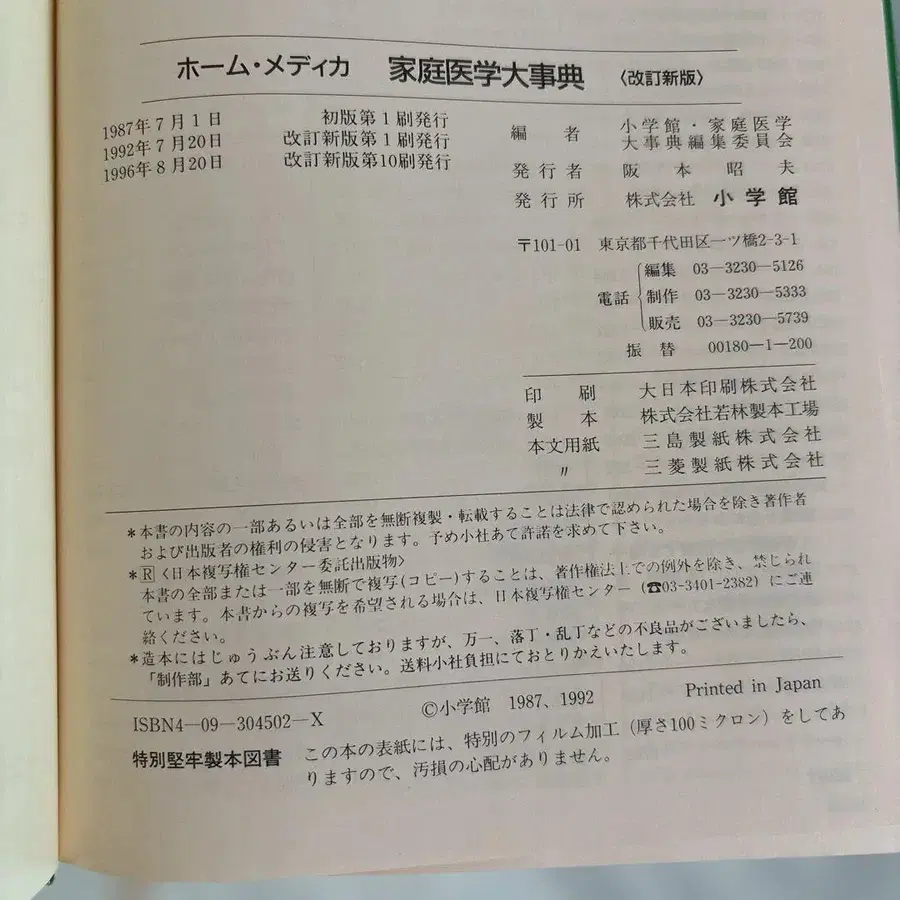 ホーム・メディカ 家庭医学大事典 〈改訂新版〉
1987年7月1日 初版第1刷発行
1992年7月20日 改訂新版第1刷発行
1996年8月20日 改訂新版第10刷発行
編者 小学館・家庭医学
大事典編集委員会
発行者 阪本昭夫
発行所 株式会社 小学館
〒101-01 東京都千代田区一ツ橋2-3-1
電話 編集 03―3230―5126
制作 03―3230―5333
販売 03―3230―5739
振替 00180―1―200
印刷 大日本印刷株式会社
製本 株式会社若林製本工場
本文用紙 三島製紙株式会社
〃 三菱製紙株式会社
*本書の内容の一部あるいは全部を無断複製・転載することは法律で認められた場合を除き著作者
および出版者の権利の侵害となります。予め小社あて許諾を求めて下さい。
*🅁〈日本複写権センター委託出版物〉
本書の全部または一部を無断で複写(コピー)することは、著作権法上での例外を除き、禁じられ
ています。本書からの複写を希望される場合は、日本複写権センター(☎03-3401-2382)にご連
絡ください。
*造本にはじゅうぶん注意しておりますが、万一、落丁・乱丁などの不良品がございましたら、
「制作部」あてにお送りください。送料小社負担にておとりかえいたします。
©小学館 1987、1992 Printed in Japan
ISBN4―09―304502―X
特別堅牢製本図書 この本の表紙には、特別のフィルム加工(厚さ100ミクロン)をしてあ
りますので、汚損の心配がありません。